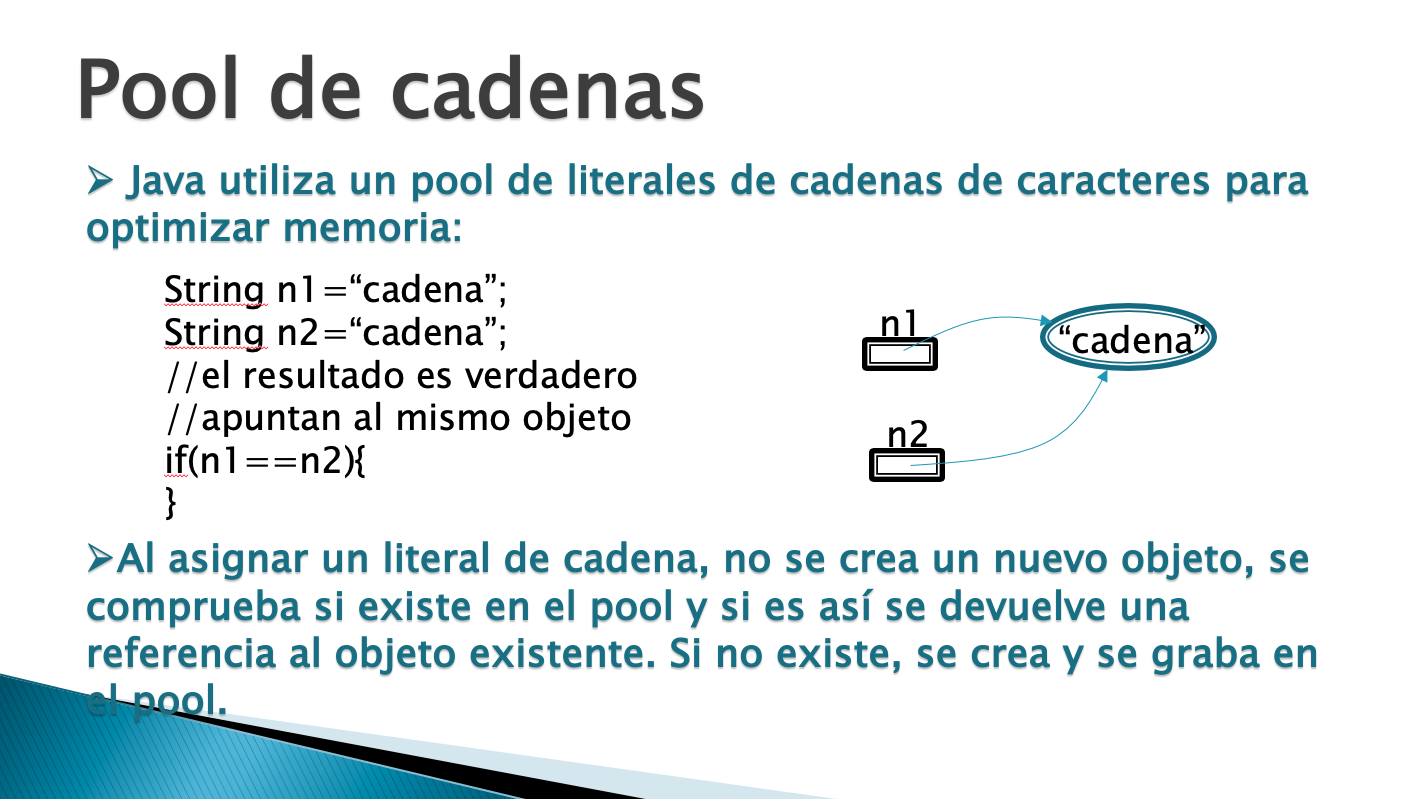 Pool de cadenas
➢ Java utiliza un pool de literales de cadenas de caracteres para
optimizar memoria:
String n1=“cadena”;
String n2=“cadena”;
//el resultado es verdadero
//apuntan al mismo objeto
if(n1==n2){
}
n1
“cadena”
n2
➢Al asignar un literal de cadena, no se crea un nuevo objeto, se
comprueba si existe en el pool y si es así se devuelve una
referencia al objeto existente. Si no existe, se crea y se graba en
el pool.